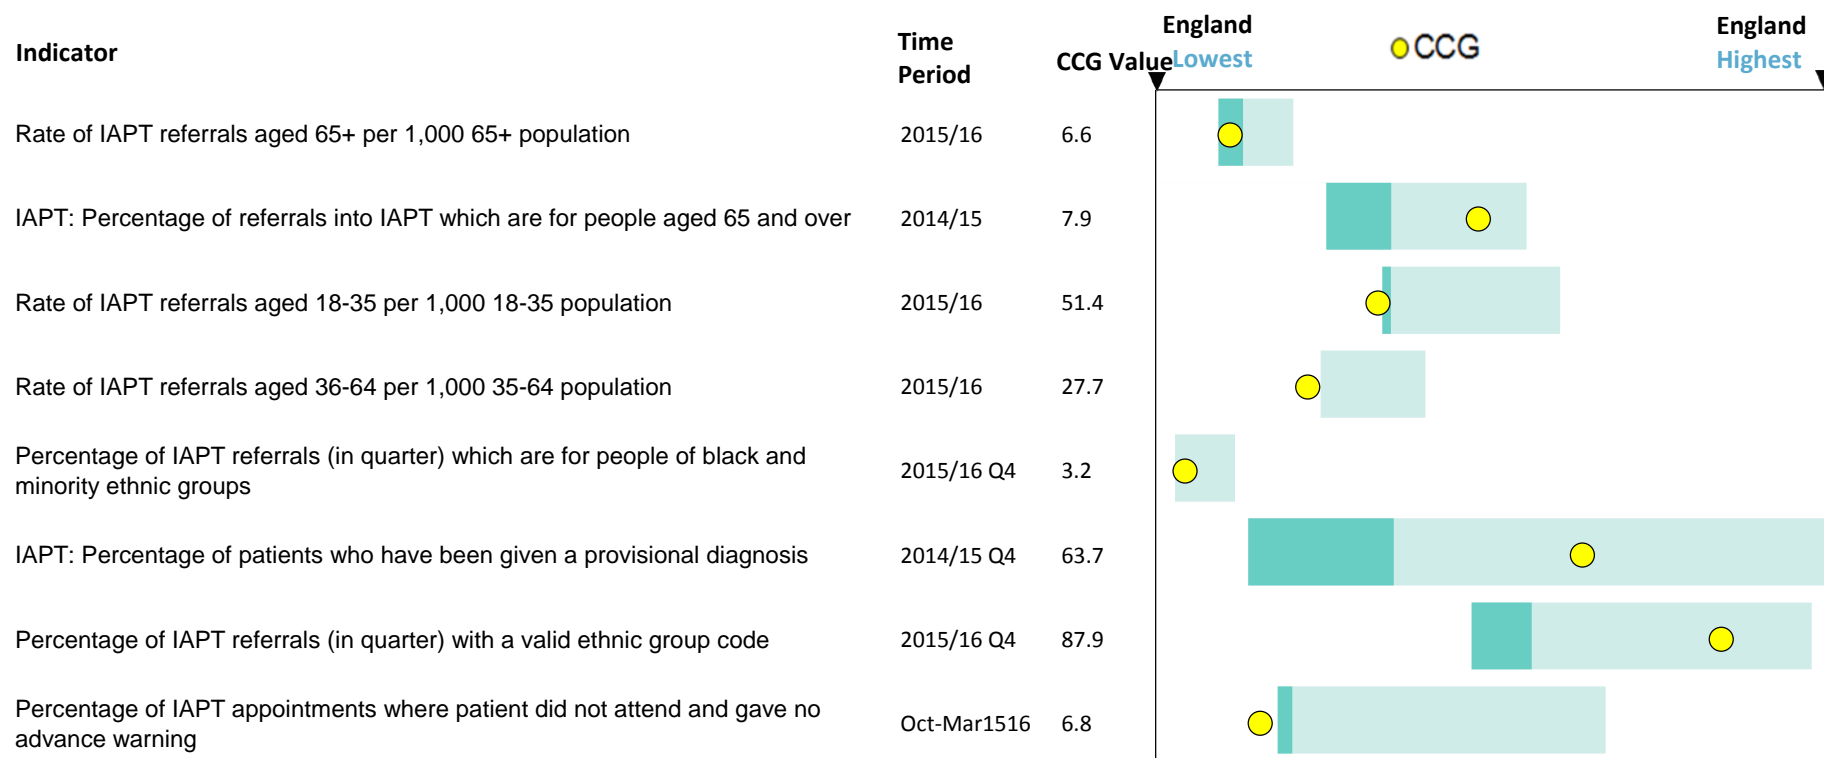 Indicator
Time
Period
CCG Value
England
Lowest
CCG
England
Highest
Rate of IAPT referrals aged 65+ per 1,000 65+ population 2015/16 6.6
IAPT: Percentage of referrals into IAPT which are for people aged 65 and over 2014/15 7.9
Rate of IAPT referrals aged 18-35 per 1,000 18-35 population 2015/16 51.4
Rate of IAPT referrals aged 36-64 per 1,000 35-64 population 2015/16 27.7
Percentage of IAPT referrals (in quarter) which are for people of black and
minority ethnic groups
2015/16 Q4 3.2
IAPT: Percentage of patients who have been given a provisional diagnosis 2014/15 Q4 63.7
Percentage of IAPT referrals (in quarter) with a valid ethnic group code 2015/16 Q4 87.9
Percentage of IAPT appointments where patient did not attend and gave no
advance warning
Oct-Mar1516 6.8